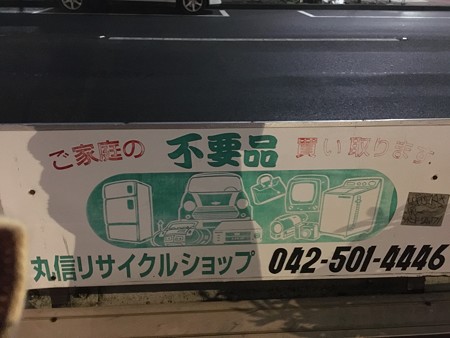 ご家庭の 不要品 買い取ります
丸信リサイクルショップ 042-501-4446